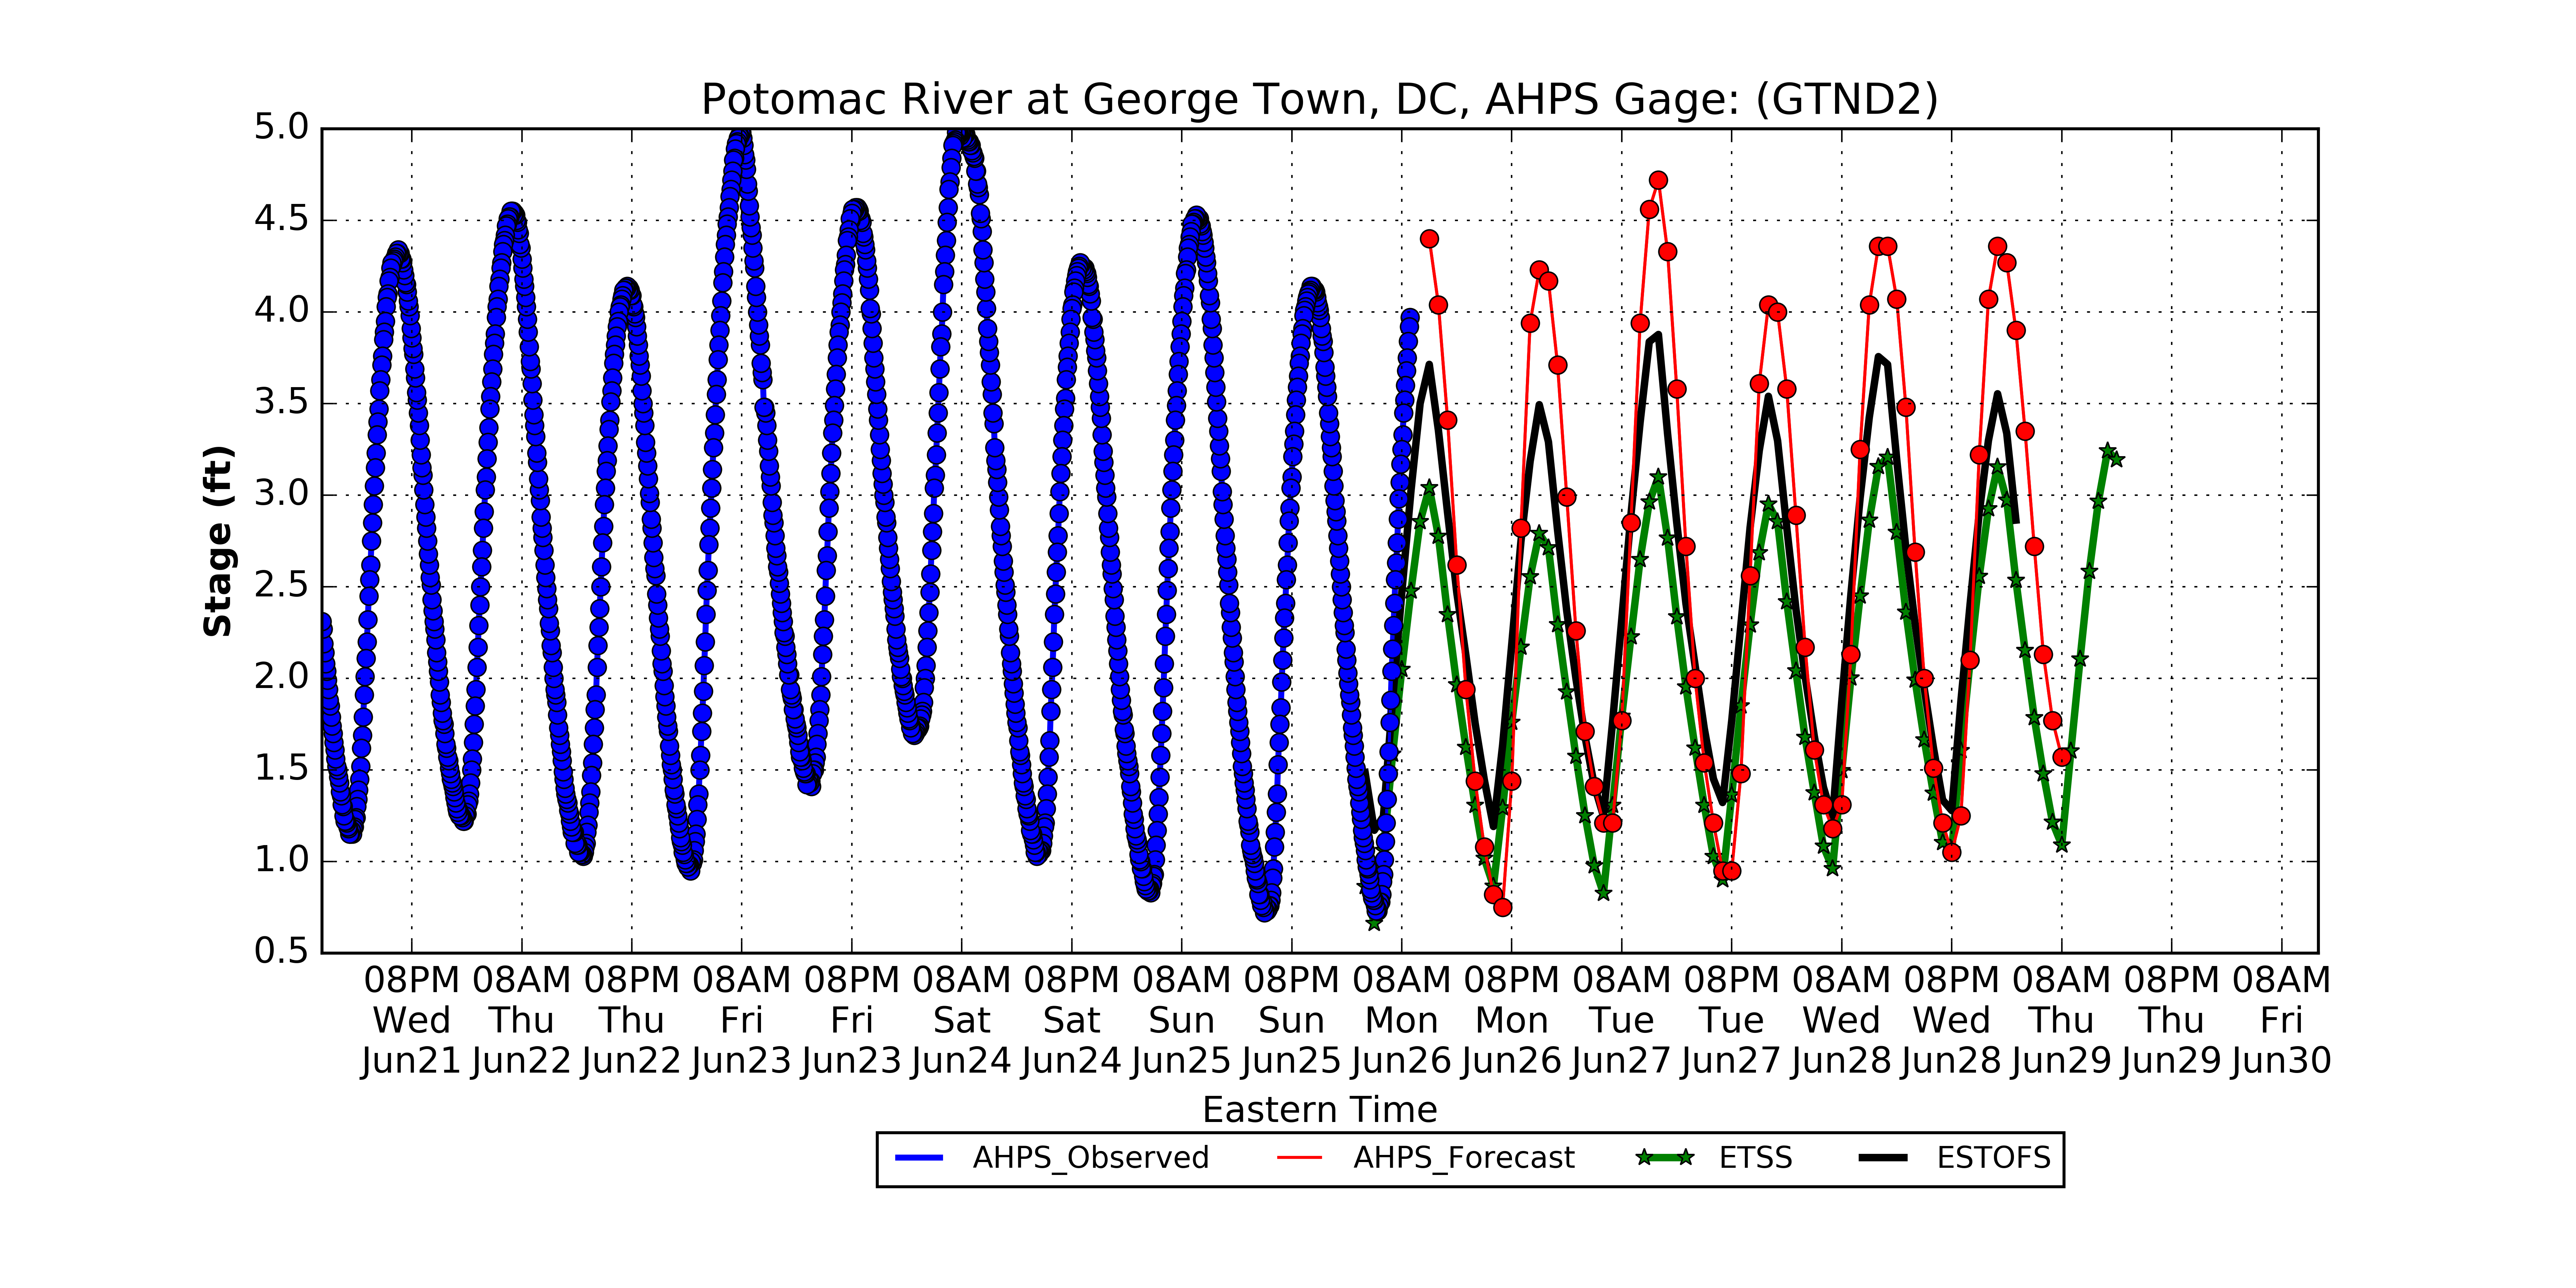 Potomac River at George Town, DC, AHPS Gage: (GTND2)
5.0
4.5
4.0
3.5
3.0
2.5
2.0
1.5
1.0
0.5
Stage (ft)
08PM 08AM 08PM 08AM 08PM 08AM 08PM 08AM 08PM 08AM 08PM 08AM 08PM 08AM 08PM 08AM 08PM 08AM
Wed Thu Thu Fri Fri Sat Sat Sun Sun Mon Mon Tue Tue Wed Wed Thu Thu Fri
Jun21 Jun22 Jun22 Jun23 Jun23 Jun24 Jun24 Jun25 Jun25 Jun26 Jun26 Jun27 Jun27 Jun28 Jun28 Jun29 Jun29 Jun30
Eastern Time
AHPS_Observed AHPS_Forecast ETSS ESTOFS